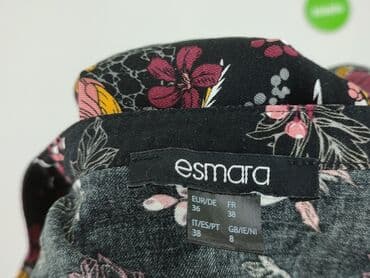 esmara
EUR/DE FR
36 38
IT/ES/PT GB/IE/NI
38 8